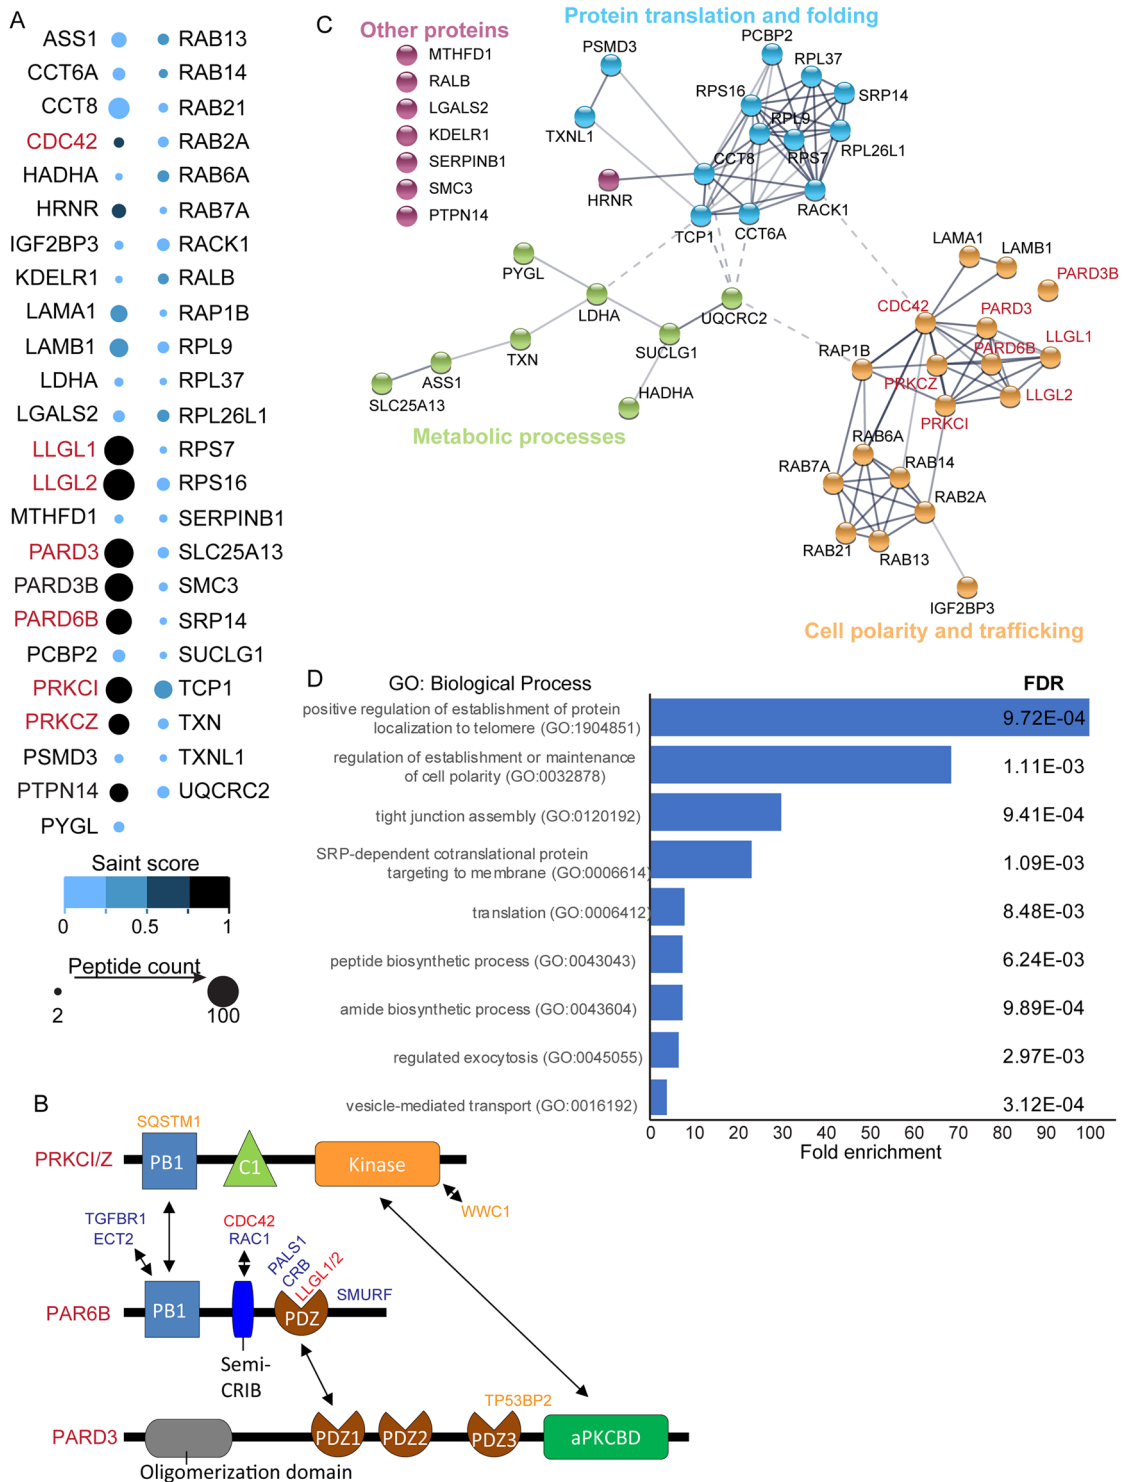 A
ASS1
CCT6A
CCT8
CDC42
HADHA
HRNR
IGF2BP3
KDELR1
LAMA1
LAMB1
LDHA
LGALS2
LLGL1
LLGL2
MTHFD1
PARD3
PARD3B
PARD6B
PCBP2
PRKCI
PRKCZ
PSMD3
PTPN14
PYGL
RAB13
RAB14
RAB21
RAB2A
RAB6A
RAB7A
RACK1
RALB
RAP1B
RPL9
RPL37
RPL26L1
RPS7
RPS16
SERPINB1
SLC25A13
SMC3
SRP14
SUCLG1
TCP1
TXN
TXNL1
UQCRC2
Saint score
0 0.5 1
Peptide count
2 100
C
Other proteins
MTHFD1
RALB
LGALS2
KDELR1
SERPINB1
SMC3
PTPN14
Protein translation and folding
PSMD3
PCBP2
RPL37
RPS16
SRP14
TXNL1
RPL9
RPL26L1
CCT8
RPS7
HRNR
RACK1
TCP1
CCT6A
PYGL
LDHA
UQCRC2
TXN
SUCLG1
ASS1
SLC25A13
HADHA
Metabolic processes
LAMA1
LAMB1
PARD3B
CDC42
PARD3
LLGL1
RAP1B
PARD6B
PRKCZ
LLGL2
PRKCI
RAB6A
RAB7A
RAB14
RAB2A
RAB21
RAB13
IGF2BP3
Cell polarity and trafficking
D
GO: Biological Process
FDR
positive regulation of establishment of protein
localization to telomere (GO:1904851)
9.72E-04
regulation of establishment or maintenance
of cell polarity (GO:0032878)
1.11E-03
tight junction assembly (GO:0120192)
9.41E-04
SRP-dependent cotranslational protein
targeting to membrane (GO:0006614)
1.09E-03
translation (GO:0006412)
8.48E-03
peptide biosynthetic process (GO:0043043)
6.24E-03
amide biosynthetic process (GO:0043604)
9.89E-04
regulated exocytosis (GO:0045055)
2.97E-03
vesicle-mediated transport (GO:0016192)
3.12E-04
0 10 20 30 40 50 60 70 80 90 100
Fold enrichment
B
SQSTM1
PRKCI/Z
PB1
C1
Kinase
WWC1
TGFBR1
ECT2
CDC42
RAC1
PALS1
CRB
LLGL1/2
SMURF
PAR6B
PB1
PDZ
Semi-
CRIB
TP53BP2
PARD3
PDZ1
PDZ2
PDZ3
aPKCBD
Oligomerization domain